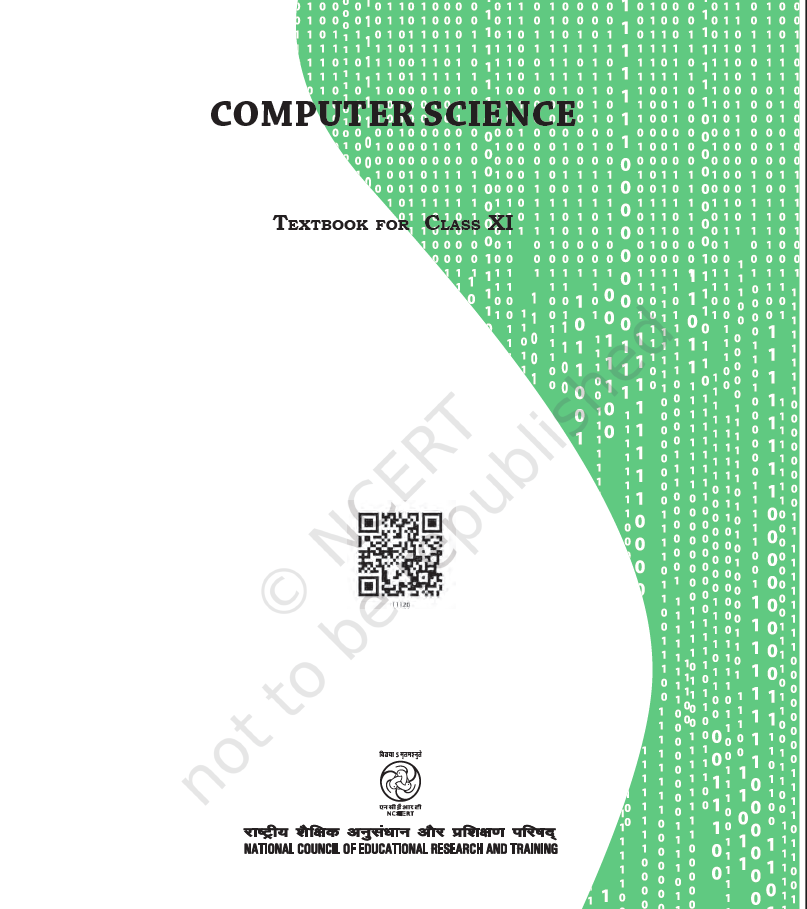 COMPUTER SCIENCE
TEXTBOOK FOR CLASS XI
© NCERT
not to be republished
11120
विद्यया ऽ मृतमश्नुते
एन सी ई आर टी
NCERT
राष्ट्रीय शैक्षिक अनुसंधान और प्रशिक्षण परिषद्
NATIONAL COUNCIL OF EDUCATIONAL RESEARCH AND TRAINING